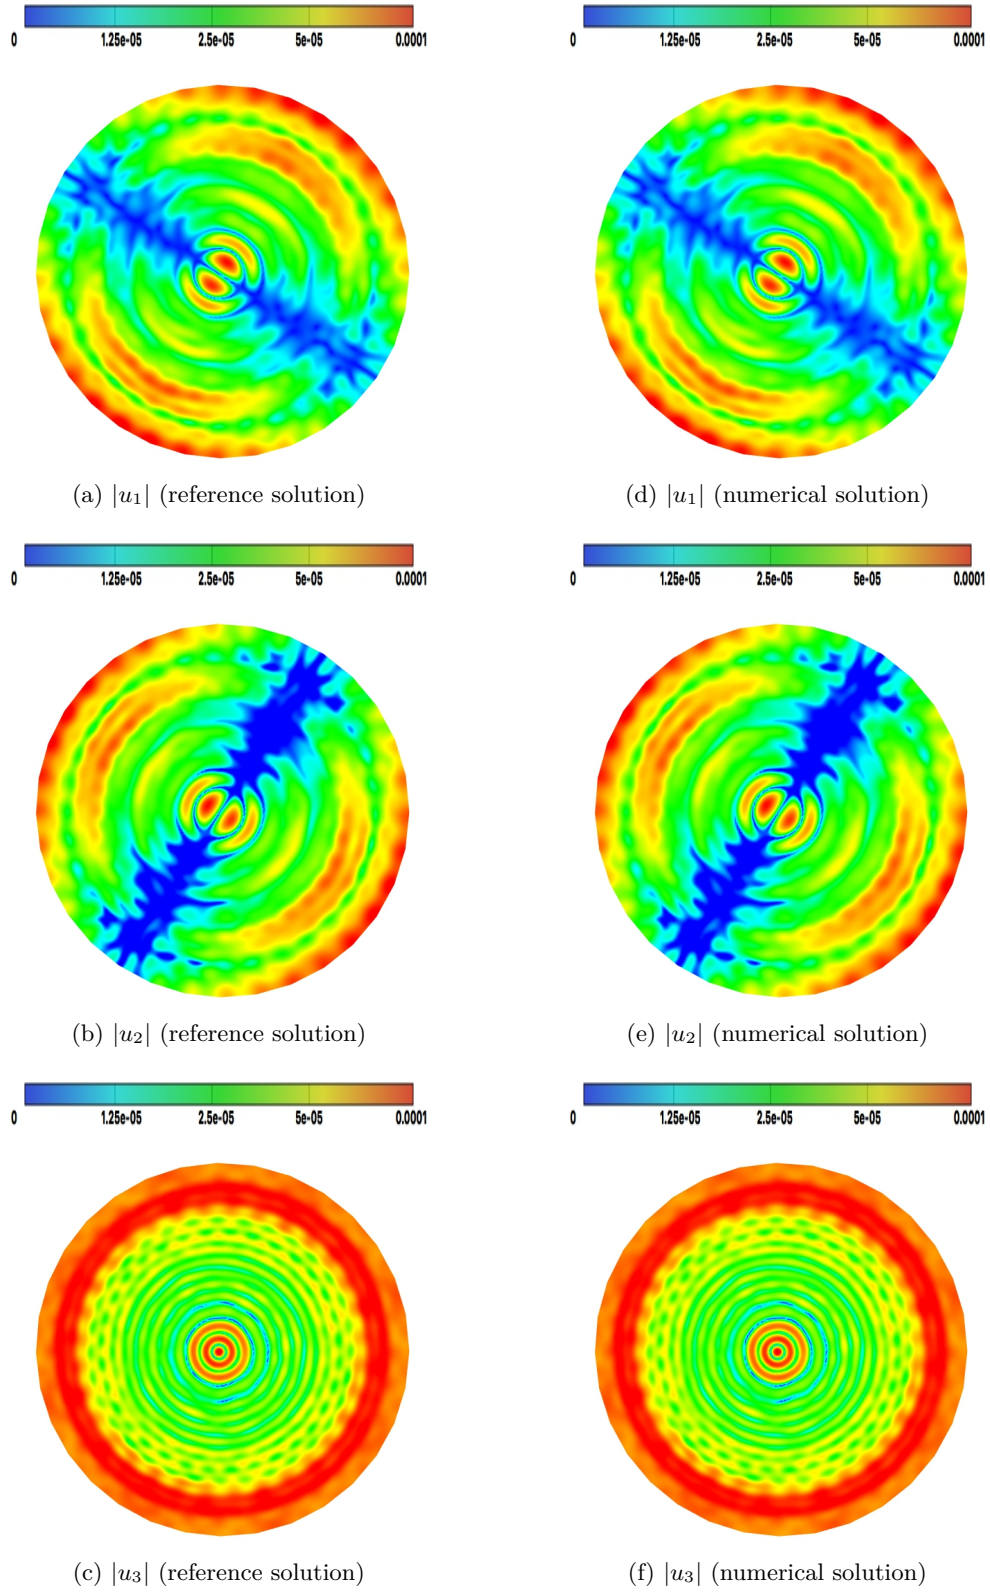 0 1.25e-05 2.5e-05 5e-05 0.0001
0 1.25e-05 2.5e-05 5e-05 0.0001
(a) |u₁| (reference solution)
(d) |u₁| (numerical solution)
0 1.25e-05 2.5e-05 5e-05 0.0001
0 1.25e-05 2.5e-05 5e-05 0.0001
(b) |u₂| (reference solution)
(e) |u₂| (numerical solution)
0 1.25e-05 2.5e-05 5e-05 0.0001
0 1.25e-05 2.5e-05 5e-05 0.0001
(c) |u₃| (reference solution)
(f) |u₃| (numerical solution)